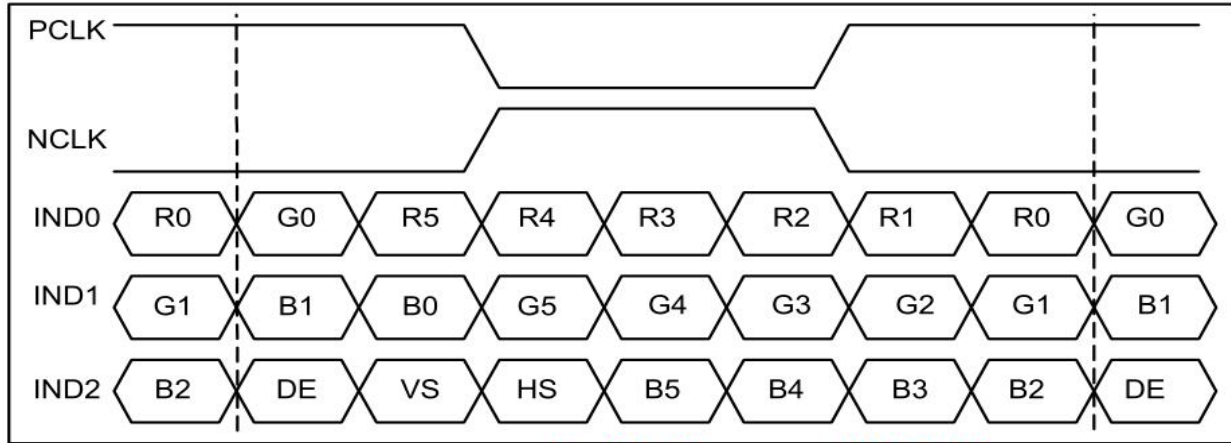 PCLK
NCLK
IND0 R0 G0 R5 R4 R3 R2 R1 R0 G0
IND1 G1 B1 B0 G5 G4 G3 G2 G1 B1
IND2 B2 DE VS HS B5 B4 B3 B2 DE